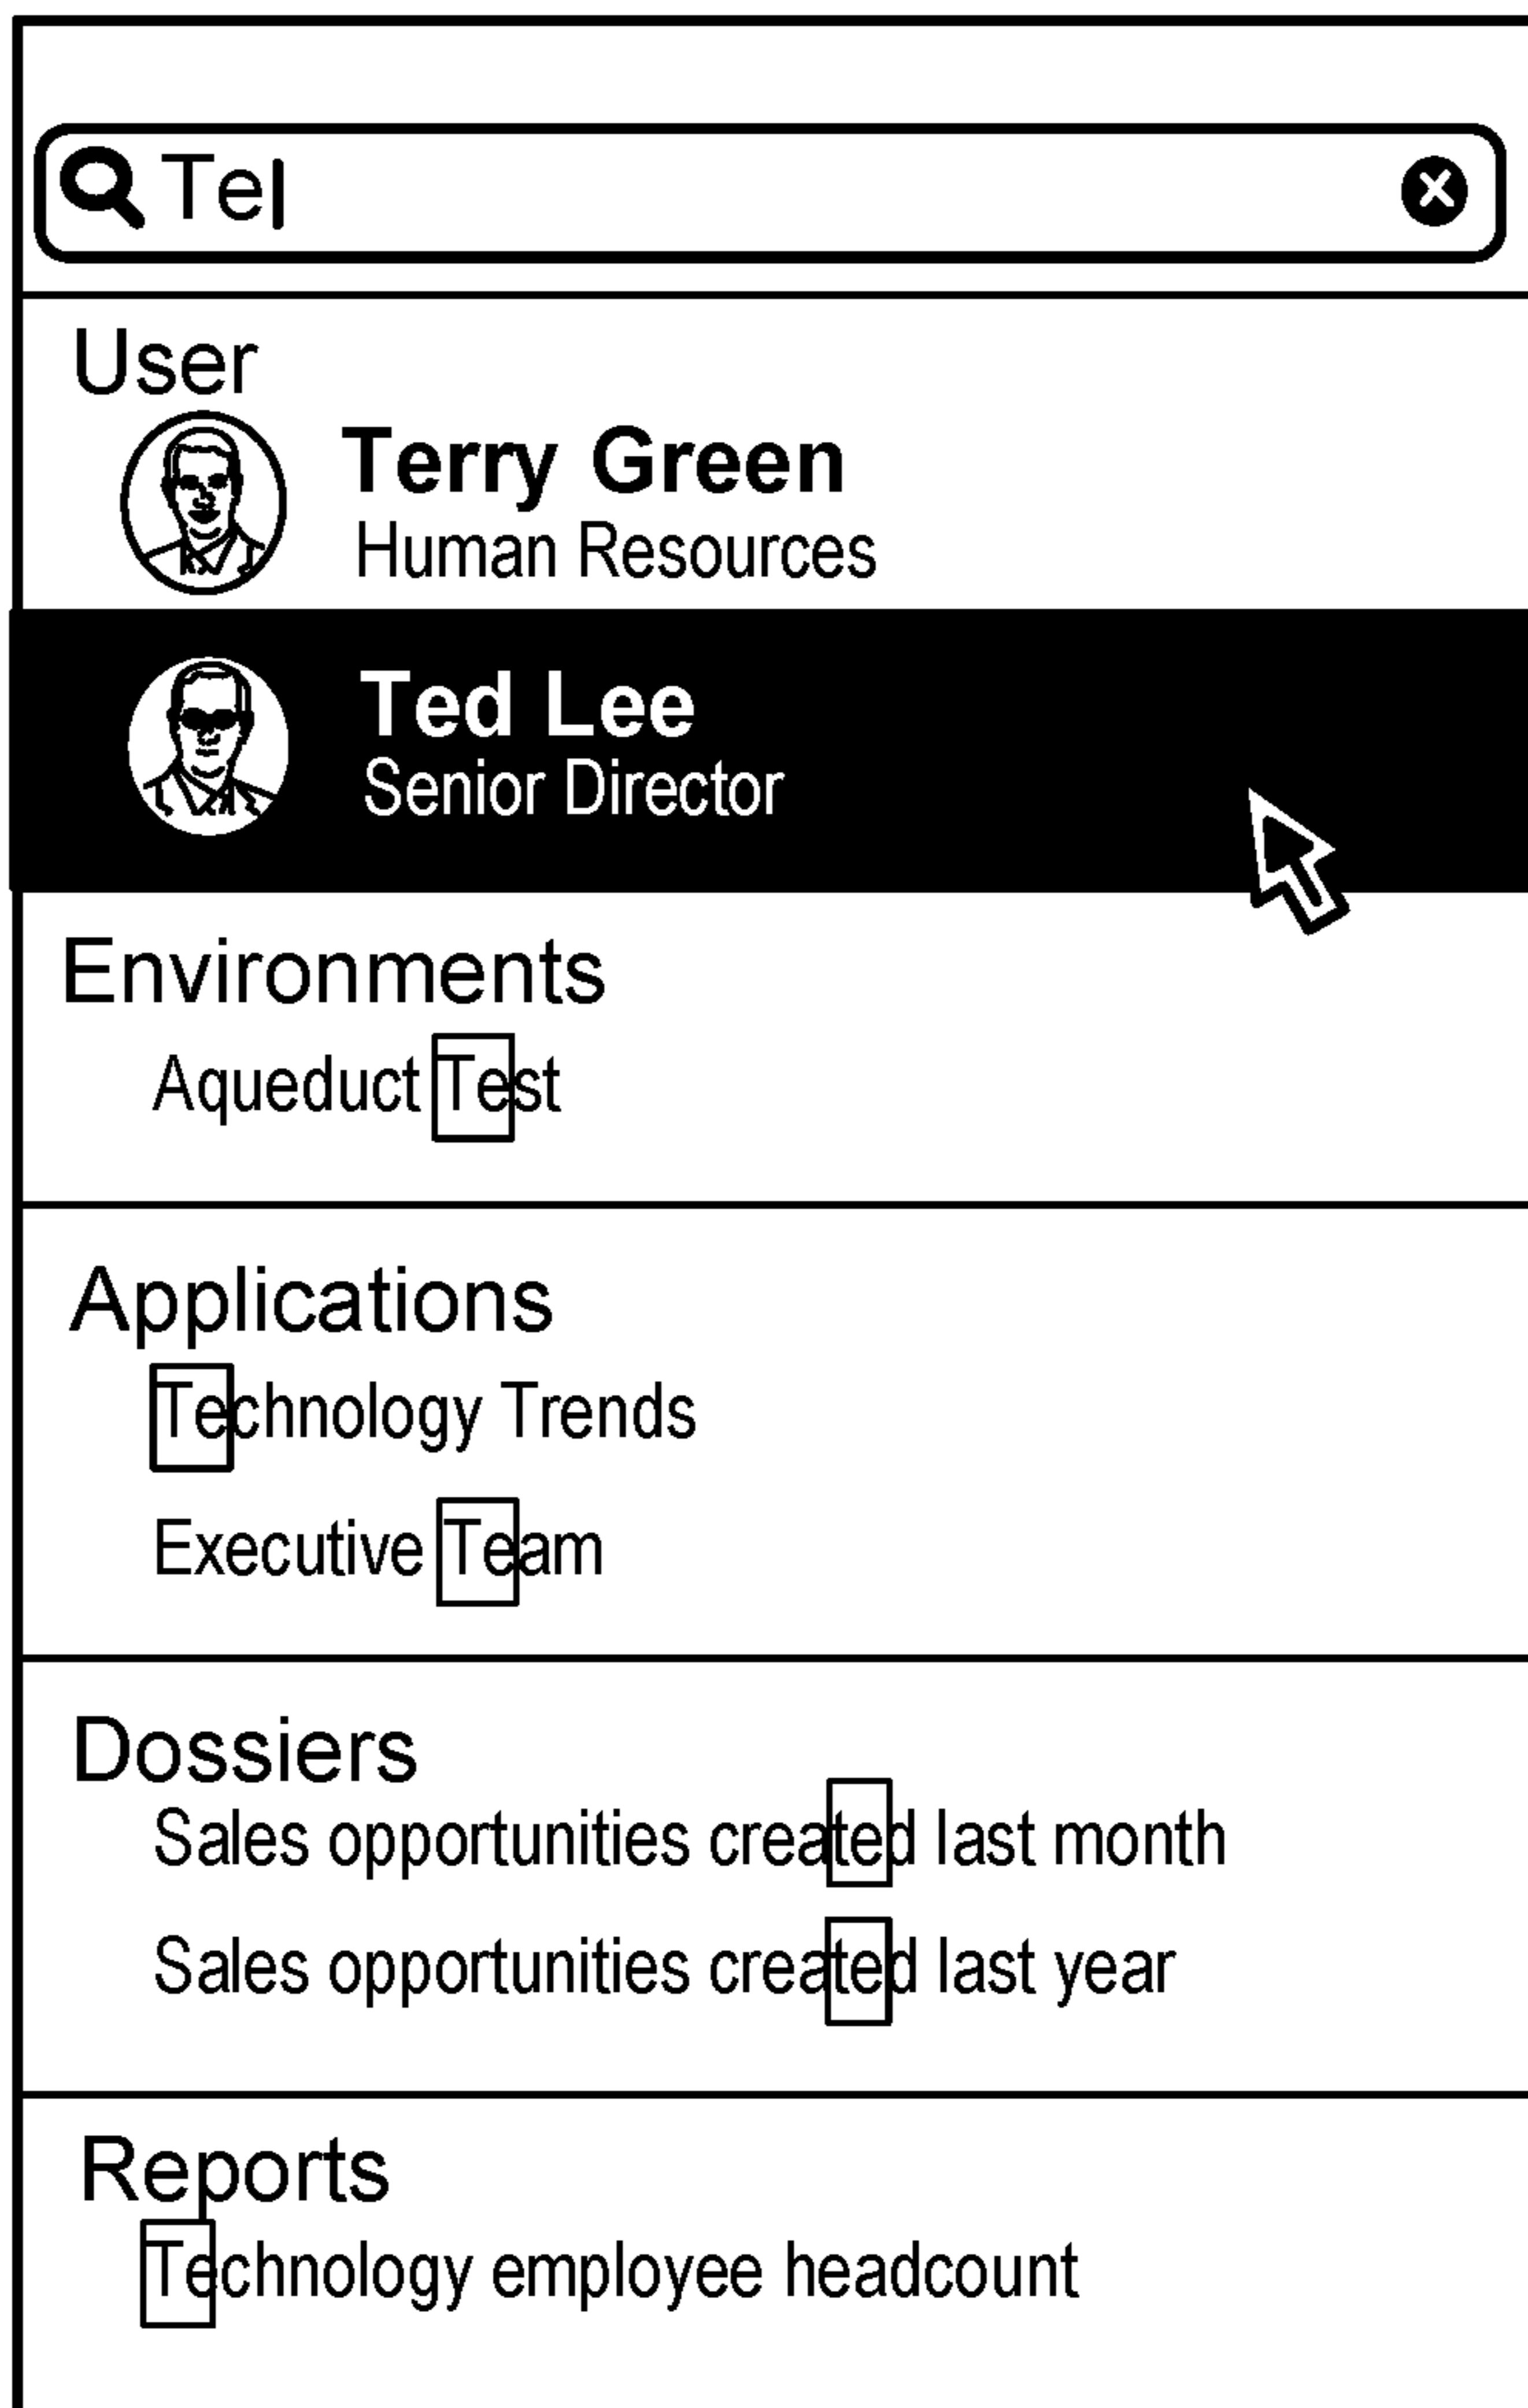 Te
User
Terry Green
Human Resources
Ted Lee
Senior Director
Environments
Aqueduct Test
Applications
Technology Trends
Executive Team
Dossiers
Sales opportunities created last month
Sales opportunities created last year
Reports
Technology employee headcount